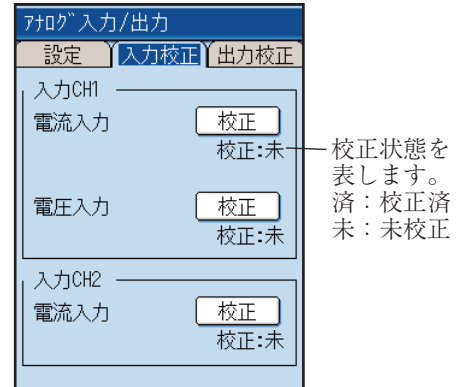 ｱﾅﾛｸﾞ入力/出力
設定 入力校正 出力校正
入力CH1
電流入力 校正
校正:未
電圧入力 校正
校正:未
入力CH2
電流入力 校正
校正:未
校正状態を
表します。
済：校正済
未：未校正